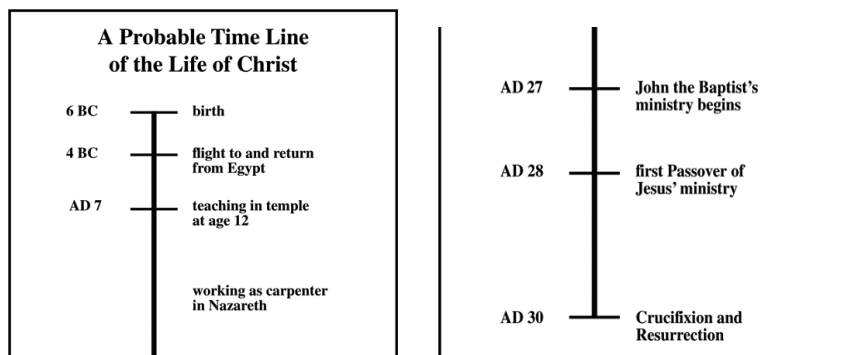 A Probable Time Line
of the Life of Christ
6 BC
birth
4 BC
flight to and return
from Egypt
AD 7
teaching in temple
at age 12
working as carpenter
in Nazareth
AD 27
John the Baptist's
ministry begins
AD 28
first Passover of
Jesus' ministry
AD 30
Crucifixion and
Resurrection